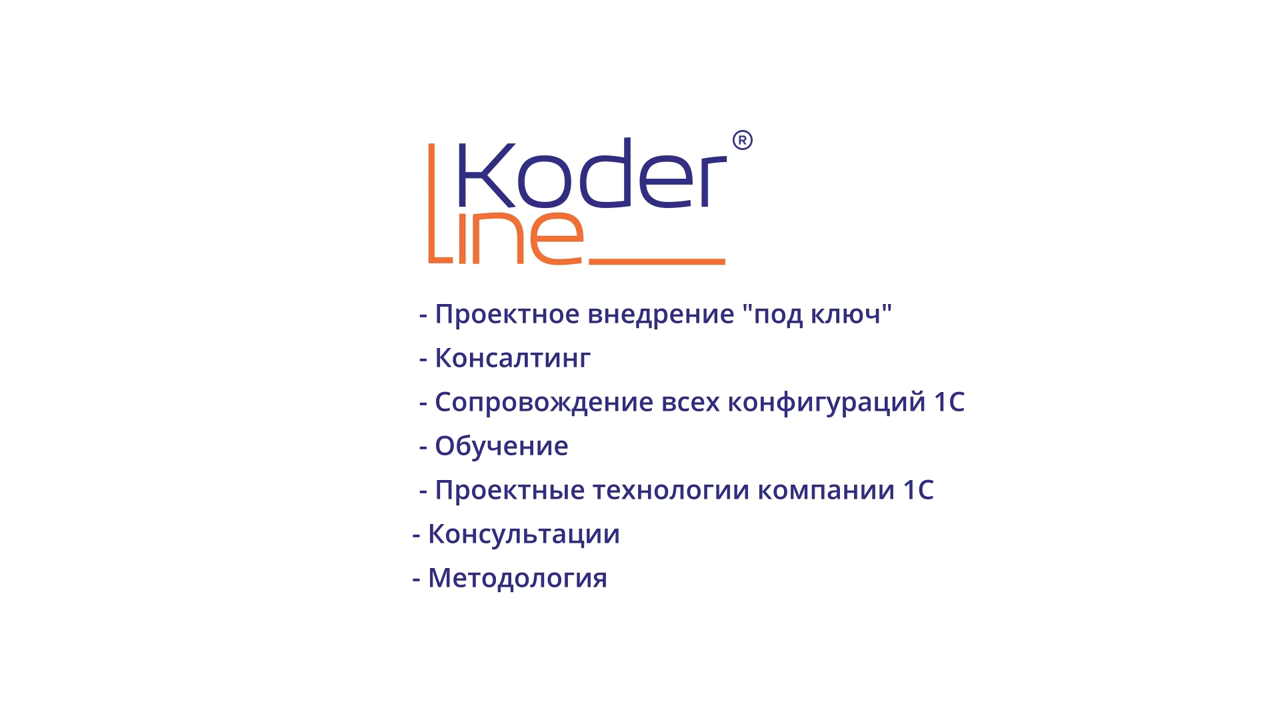 Koder®
Line
- Проектное внедрение "под ключ"
- Консалтинг
- Сопровождение всех конфигураций 1С
- Обучение
- Проектные технологии компании 1С
- Консультации
- Методология